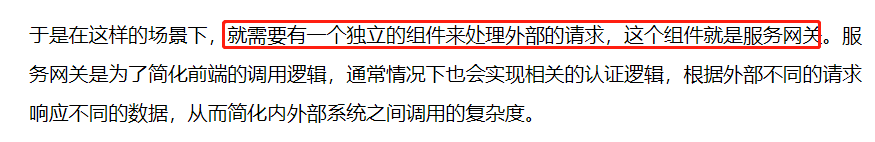 于是在这样的场景下，就需要有一个独立的组件来处理外部的请求，这个组件就是服务网关。服
务网关是为了简化前端的调用逻辑，通常情况下也会实现相关的认证逻辑，根据外部不同的请求
响应不同的数据，从而简化内外部系统之间调用的复杂度。